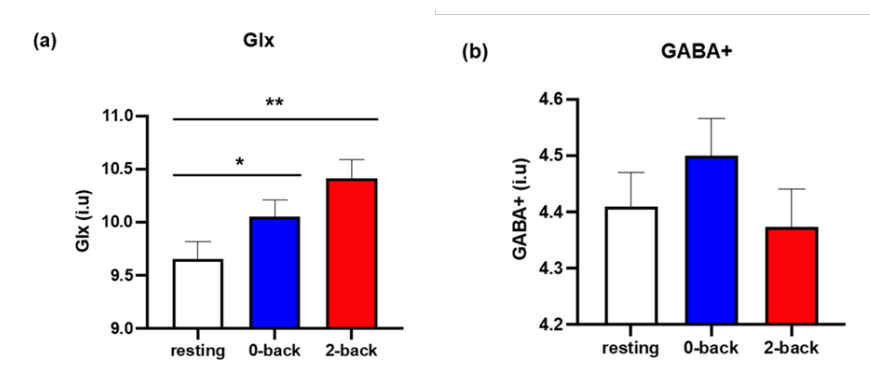 (a)
Glx
Glx (i.u)
11.0
10.5
10.0
9.5
9.0
**
*
resting 0-back 2-back
(b)
GABA+
GABA+ (i.u)
4.6
4.5
4.4
4.3
4.2
resting 0-back 2-back